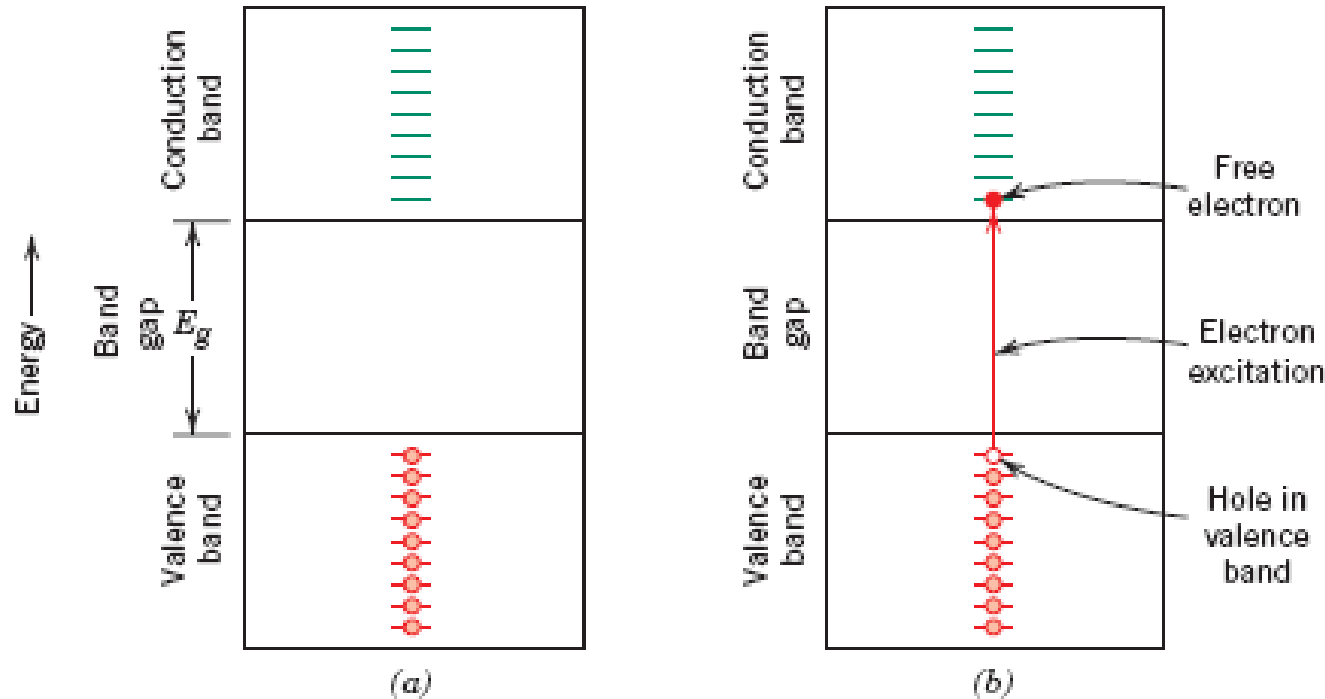 Energy
Conduction
band
Band
gap
Eg
Valence
band
(a)
Conduction
band
Band
gap
Valence
band
Free
electron
Electron
excitation
Hole in
valence
band
(b)